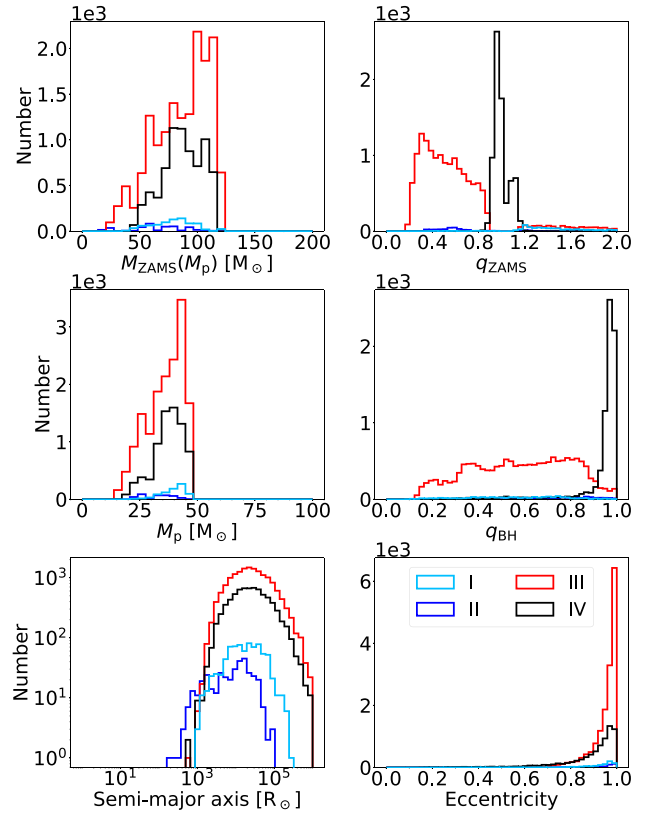 1e3
2.0
1.5
1.0
0.5
0.0
Number
0 50 100 150 200
M_ZAMS(M_p) [M_⊙]
1e3
2
1
0
0.4 0.8 1.2 1.6 2.0
q_ZAMS
1e3
3
2
1
0
Number
0 25 50 75 100
M_p [M_⊙]
1e3
2
1
0
0.2 0.4 0.6 0.8 1.0
q_BH
10^3
10^2
10^1
10^0
Number
10^1 10^3 10^5
Semi-major axis [R_⊙]
1e3
6
4
2
0
I III
II IV
0.0 0.2 0.4 0.6 0.8 1.0
Eccentricity